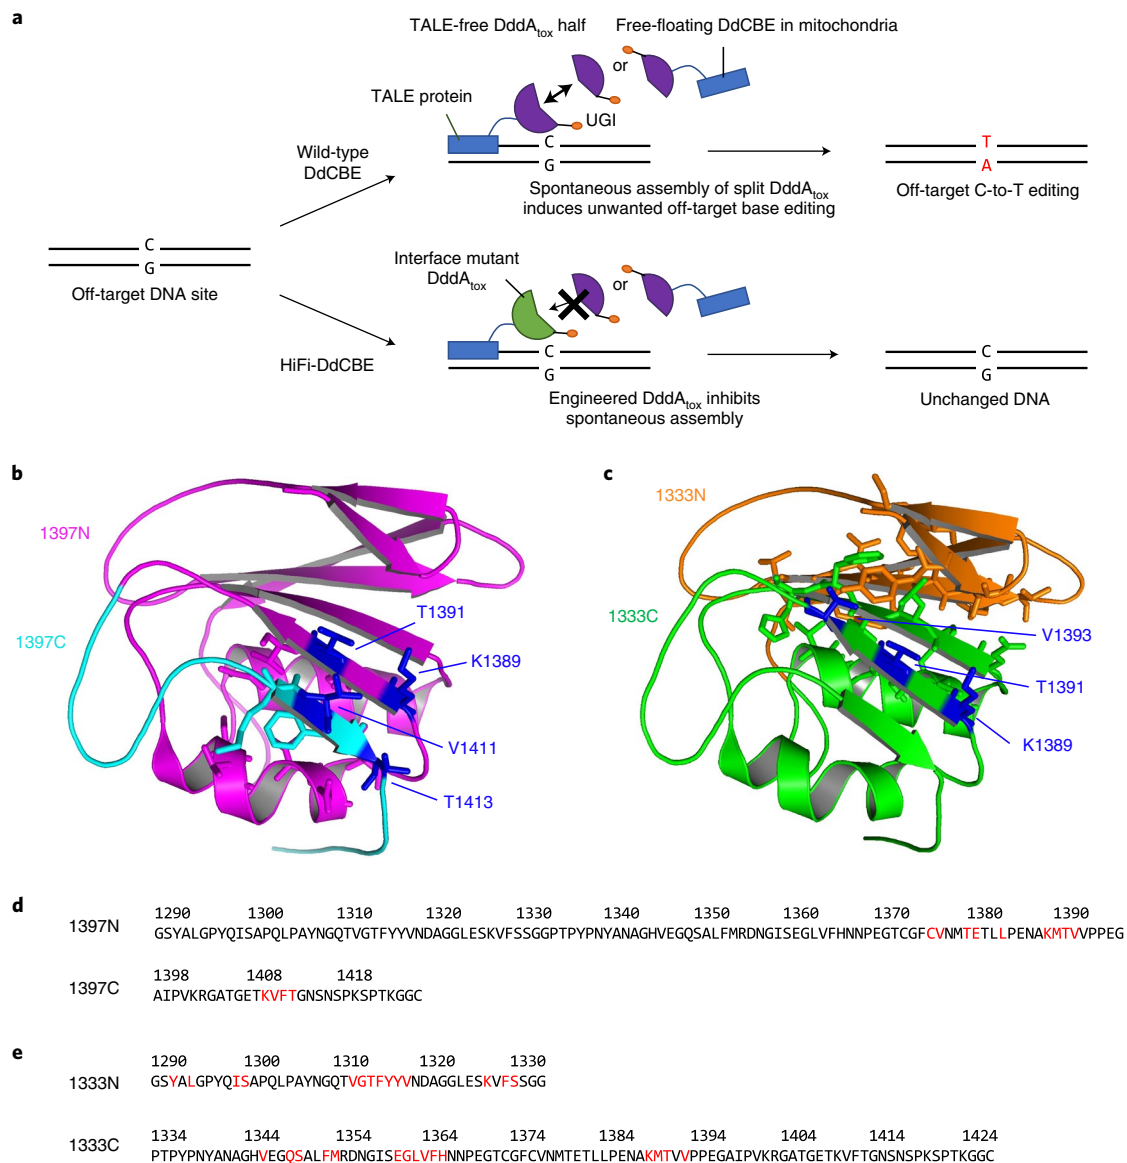 a
TALE-free DddAtox half
Free-floating DdCBE in mitochondria
or
TALE protein
UGI
Wild-type
DdCBE
C
G
T
A
Spontaneous assembly of split DddAtox
induces unwanted off-target base editing
Off-target C-to-T editing
C
G
Off-target DNA site
Interface mutant
DddAtox
or
HiFi-DdCBE
C
G
C
G
Engineered DddAtox inhibits
spontaneous assembly
Unchanged DNA
b
1397N
1397C
T1391
K1389
V1411
T1413
c
1333N
1333C
V1393
T1391
K1389
d
1290 1300 1310 1320 1330 1340 1350 1360 1370 1380 1390
1397N
GSYALGPYQISAPQLPAYNGQTVGTFYYVNDAGGLESKVFSSGGPTPYPNYANAGHVEGQSALFMRDNGISEGLVFHNNPEGTCGFCVNMTETLLPENAKMTVVPPEG
1398 1408 1418
1397C
AIPVKRGATGETKVFTGNSNSPKSPTKGGC
e
1290 1300 1310 1320 1330
1333N
GSYALGPYQISAPQLPAYNGQTVGTFYYVNDAGGLESKVFSSGG
1334 1344 1354 1364 1374 1384 1394 1404 1414 1424
1333C
PTPYPNYANAGHVEGQSALFMRDNGISEGLVFHNNPEGTCGFCVNMTETLLPENAKMTVVPPEGAIPVKRGATGETKVFTGNSNSPKSPTKGGC